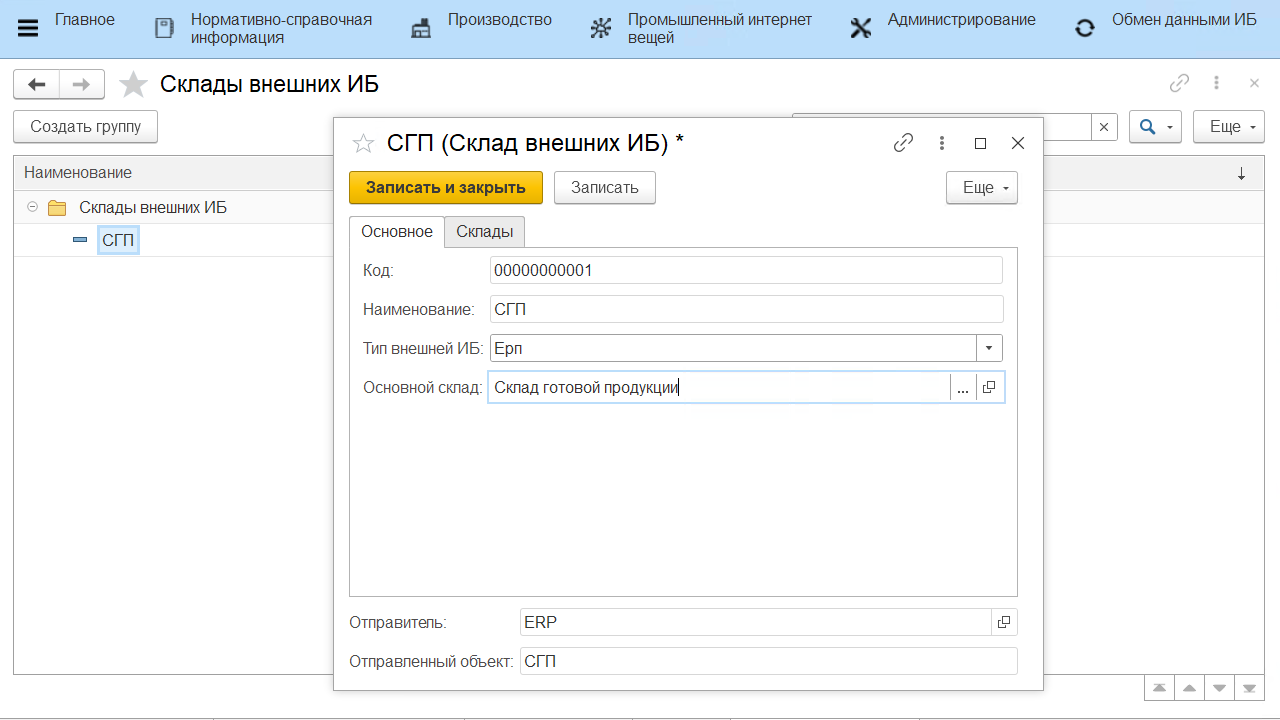 Главное
Нормативно-справочная
информация
Производство
Промышленный интернет
вещей
Администрирование
Обмен данными ИБ
Склады внешних ИБ
Создать группу
Еще
Наименование
Склады внешних ИБ
СГП
СГП (Склад внешних ИБ) *
Записать и закрыть
Записать
Еще
Основное
Склады
Код:
00000000001
Наименование:
СГП
Тип внешней ИБ:
Ерп
Основной склад:
Склад готовой продукции
...
Отправитель:
ERP
Отправленный объект:
СГП